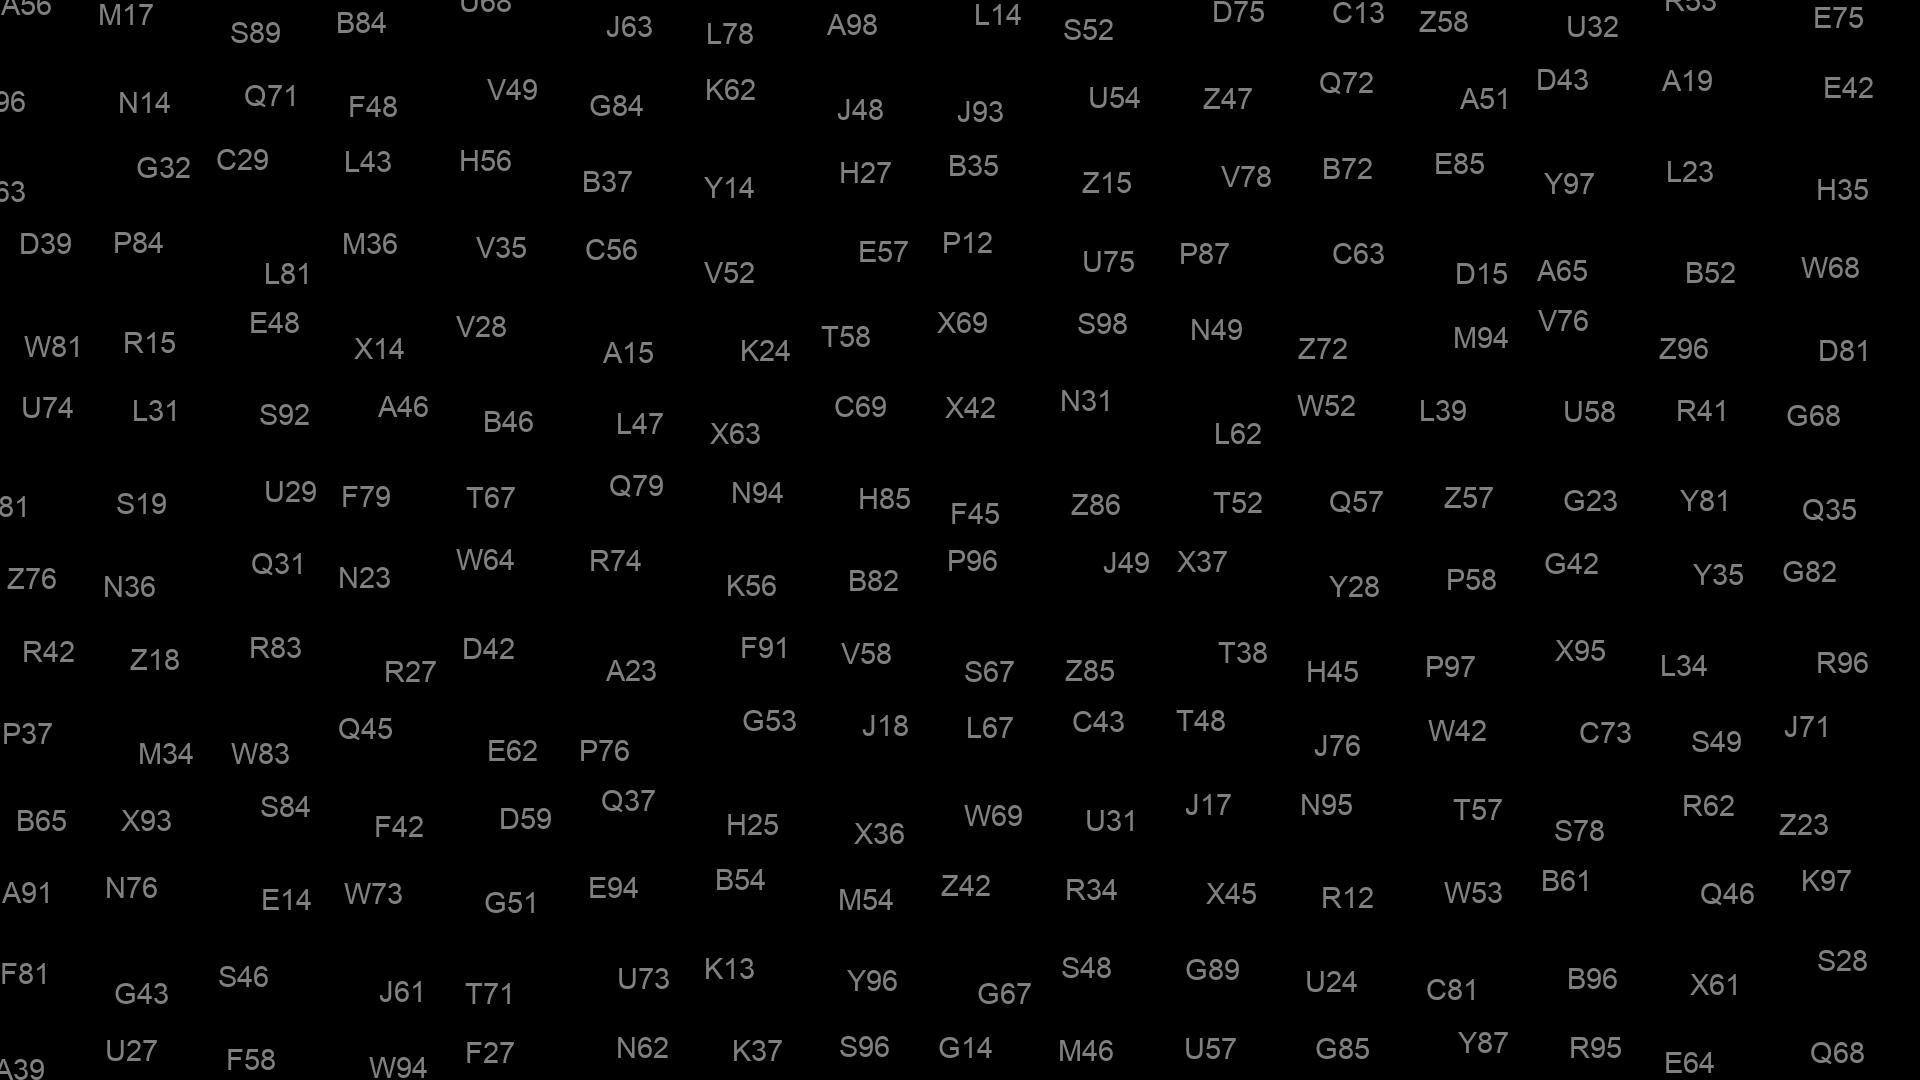 A56 M17 S89 B84 U68 J63 L78 A98 L14 S52 D75 C13 Z58 U32 R53 E75
96 N14 Q71 F48 V49 G84 K62 J48 J93 U54 Z47 Q72 A51 D43 A19 E42
63 G32 C29 L43 H56 B37 Y14 H27 B35 Z15 V78 B72 E85 Y97 L23 H35
D39 P84 L81 M36 V35 C56 V52 E57 P12 U75 P87 C63 D15 A65 B52 W68
W81 R15 E48 X14 V28 A15 K24 T58 X69 S98 N49 Z72 M94 V76 Z96 D81
U74 L31 S92 A46 B46 L47 X63 C69 X42 N31 L62 W52 L39 U58 R41 G68
81 S19 U29 F79 T67 Q79 N94 H85 F45 Z86 T52 Q57 Z57 G23 Y81 Q35
Z76 N36 Q31 N23 W64 R74 K56 B82 P96 J49 X37 Y28 P58 G42 Y35 G82
R42 Z18 R83 R27 D42 A23 F91 V58 S67 Z85 T38 H45 P97 X95 L34 R96
P37 M34 W83 Q45 E62 P76 G53 J18 L67 C43 T48 J76 W42 C73 S49 J71
B65 X93 S84 F42 D59 Q37 H25 X36 W69 U31 J17 N95 T57 S78 R62 Z23
A91 N76 E14 W73 G51 E94 B54 M54 Z42 R34 X45 R12 W53 B61 Q46 K97
F81 G43 S46 J61 T71 U73 K13 Y96 G67 S48 G89 U24 C81 B96 X61 S28
A39 U27 F58 W94 F27 N62 K37 S96 G14 M46 U57 G85 Y87 R95 E64 Q68